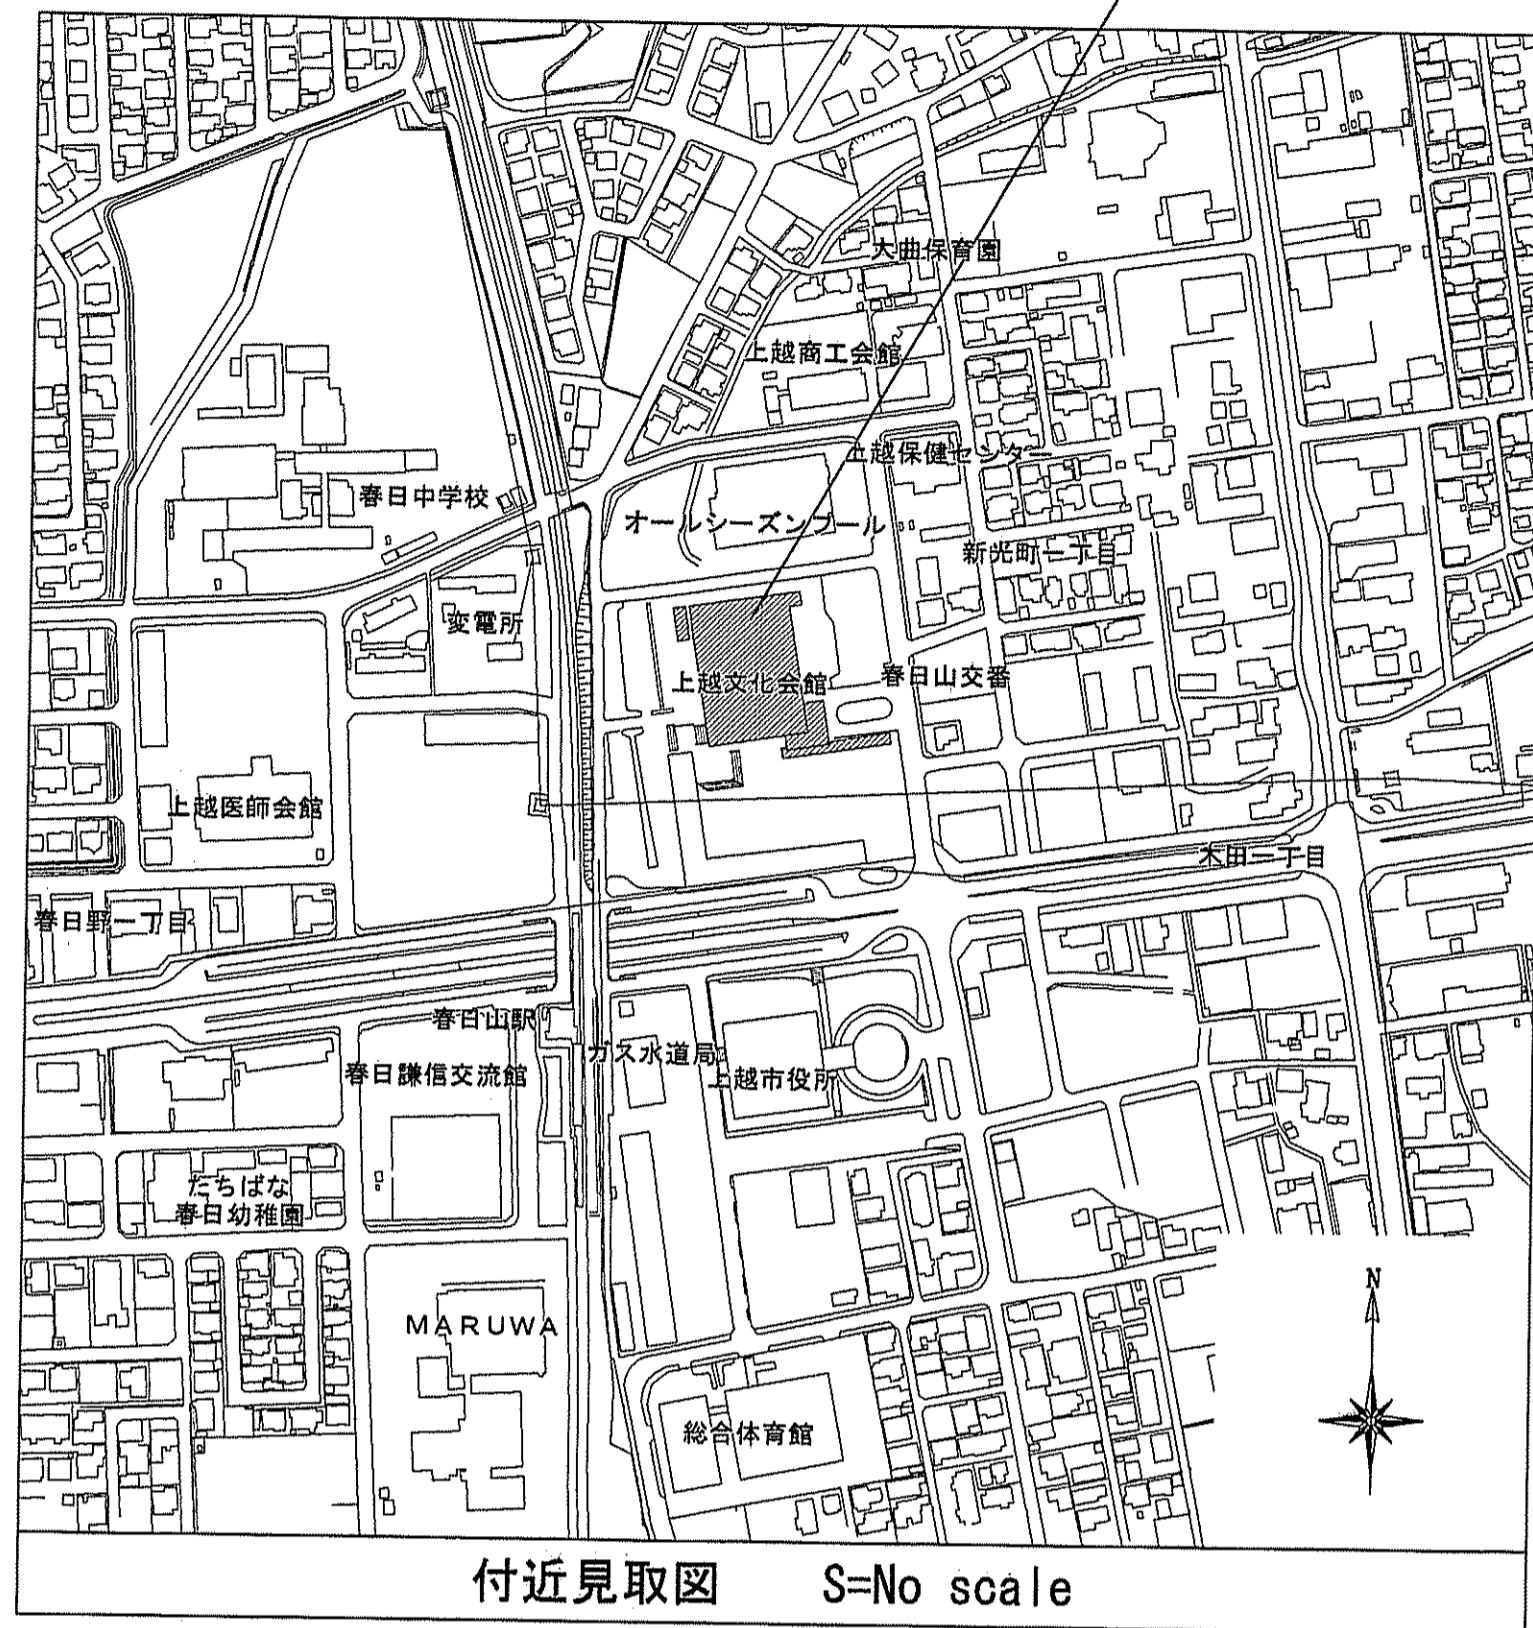 大曲保育園
上越商工会館
上越保健センター
春日中学校
オールシーズンプール
新光町一丁目
変電所
上越文化会館
春日山交番
上越医師会館
木田一丁目
春日野一丁目
春日山駅
ガス水道局
春日謙信交流館
上越市役所
たちばな
春日幼稚園
MARUWA
N
総合体育館
付近見取図 S=No scale